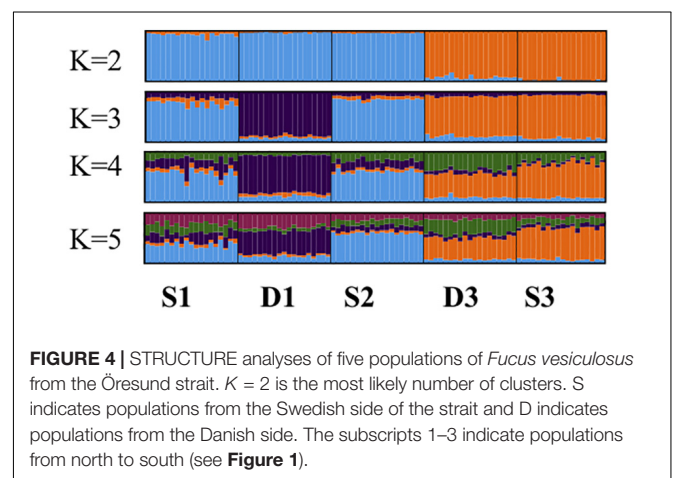 K=2
K=3
K=4
K=5
S1 D1 S2 D3 S3
FIGURE 4 | STRUCTURE analyses of five populations of Fucus vesiculosus
from the Öresund strait. K = 2 is the most likely number of clusters. S
indicates populations from the Swedish side of the strait and D indicates
populations from the Danish side. The subscripts 1–3 indicate populations
from north to south (see Figure 1).